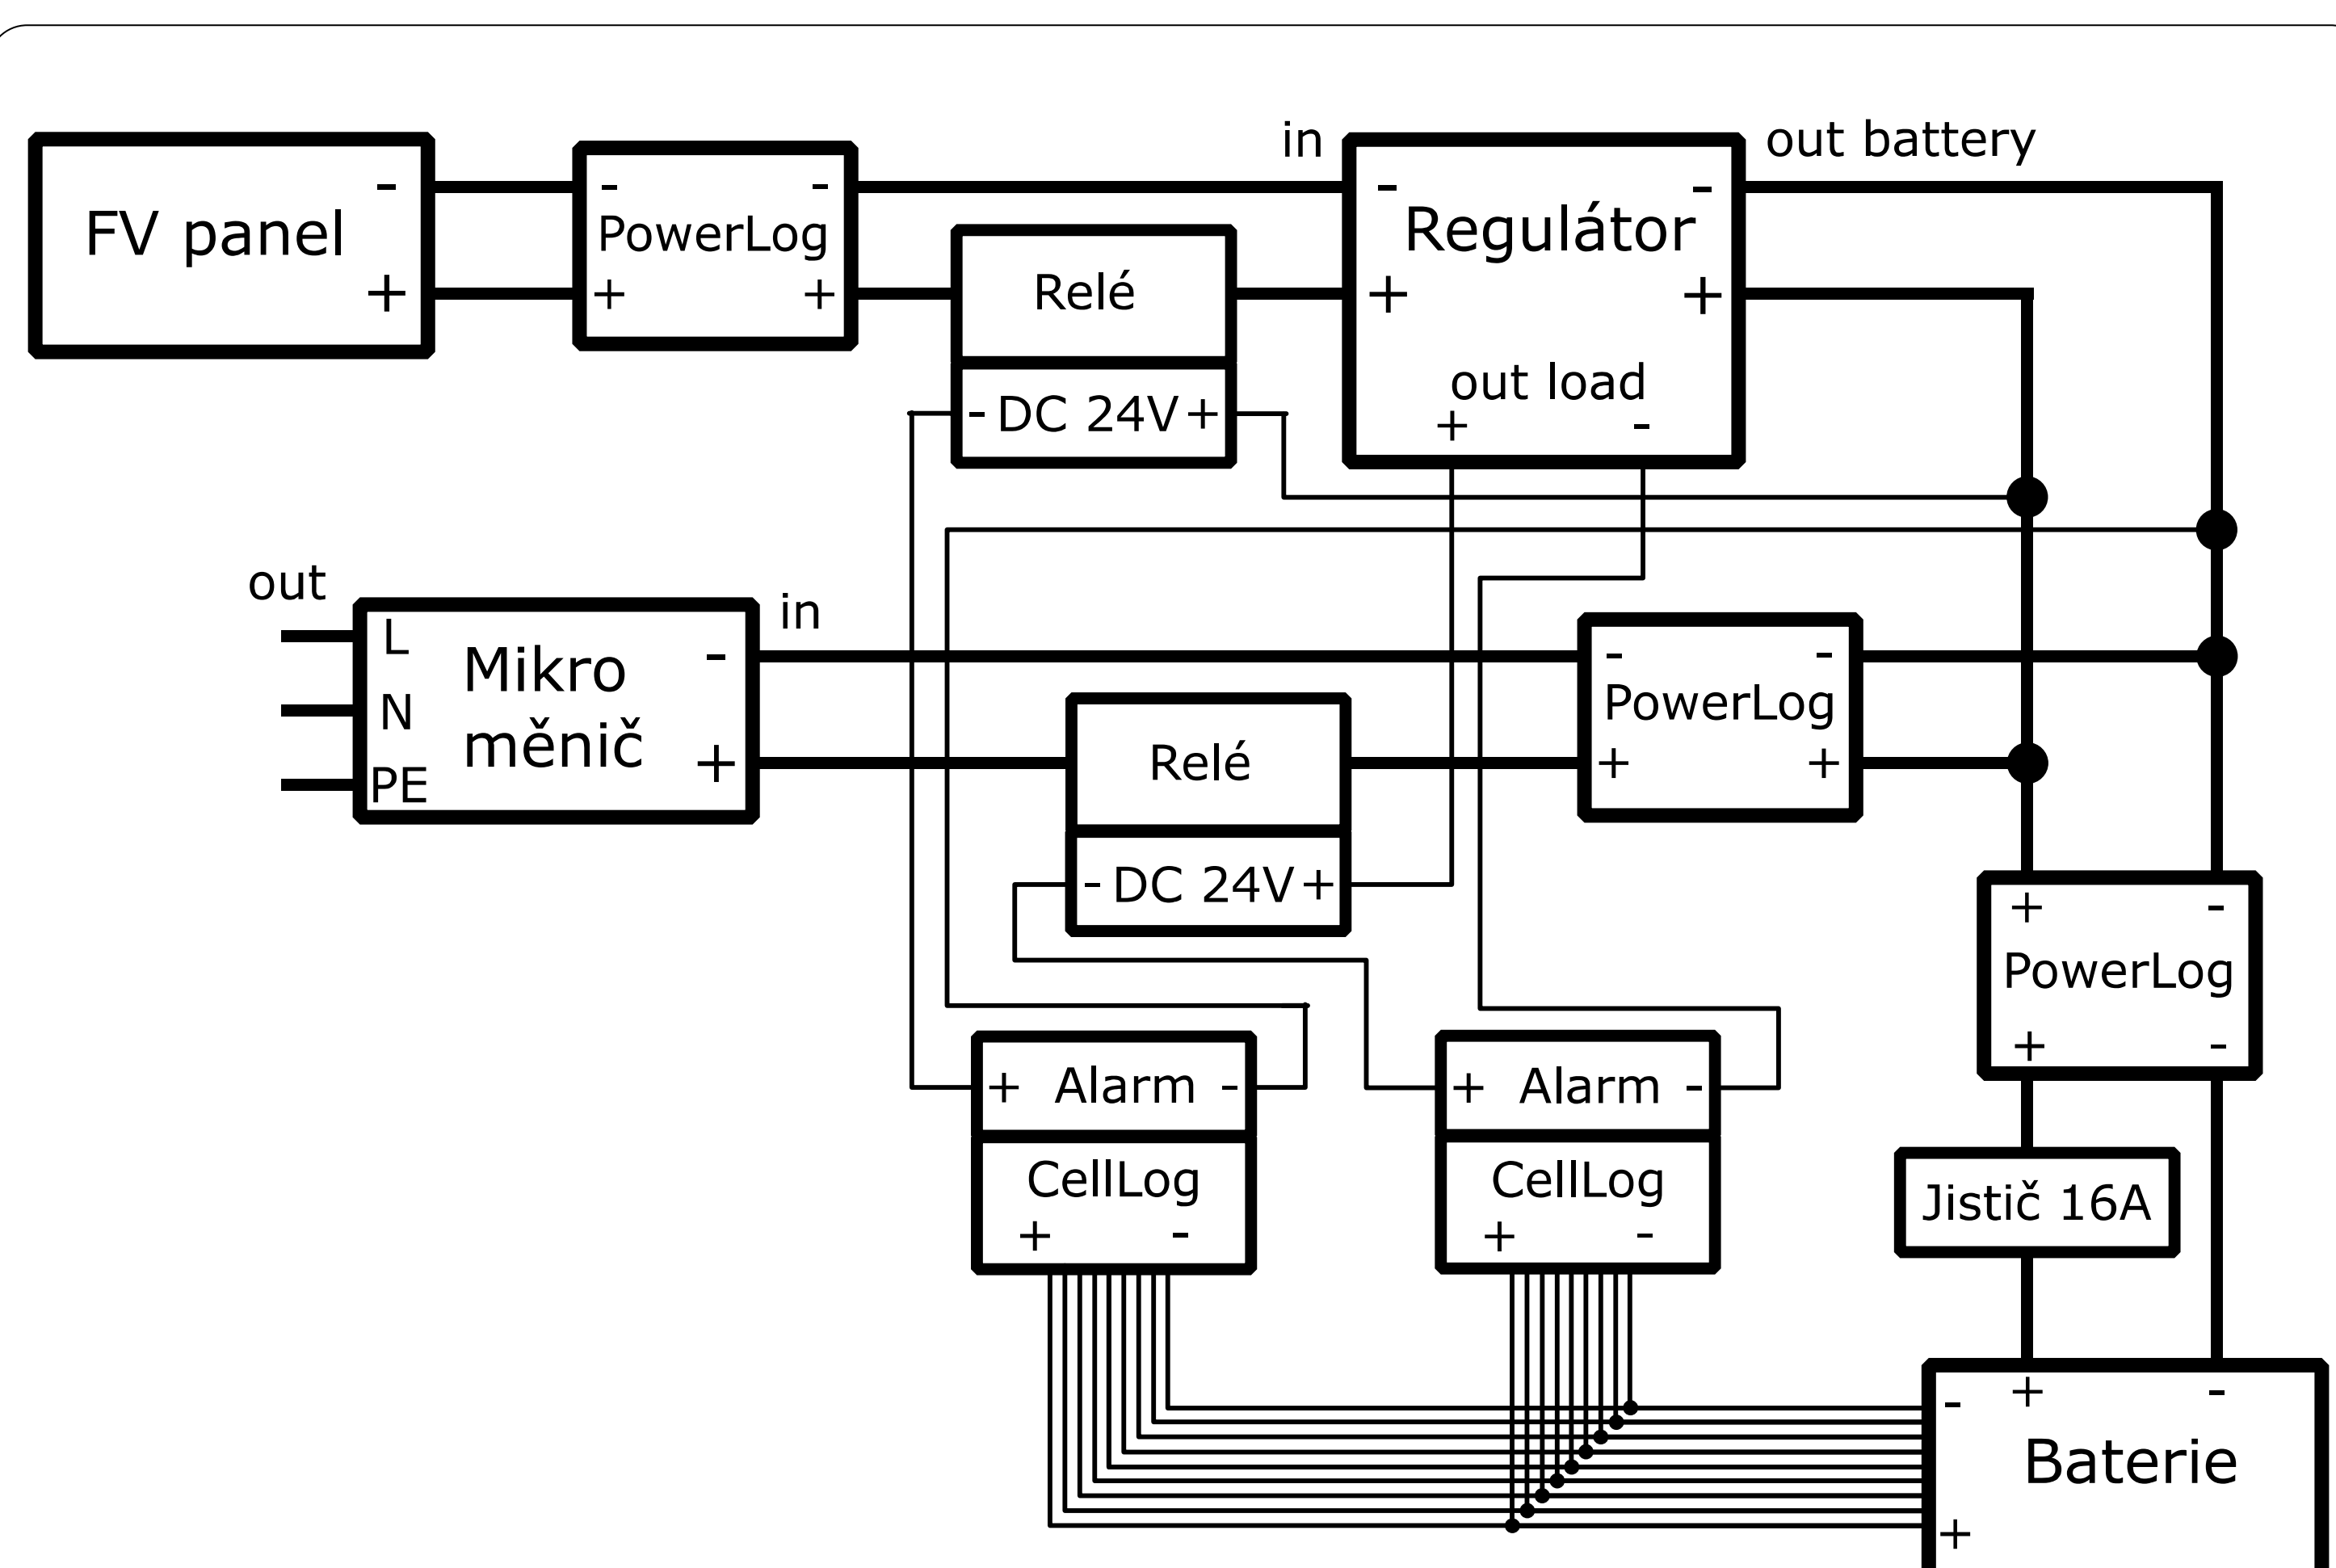 in
out battery
- - - - - -
FV panel
PowerLog
Regulátor
+ + + + +
Relé
out load
+ -
- DC 24V +
out
in
L
N
PE
Mikro
měnič
-
+
- -
PowerLog
+ +
Relé
- DC 24V +
+ -
PowerLog
+ -
+ Alarm -
CellLog
+ -
+ Alarm -
CellLog
+ -
Jistič 16A
- + -
Baterie
+